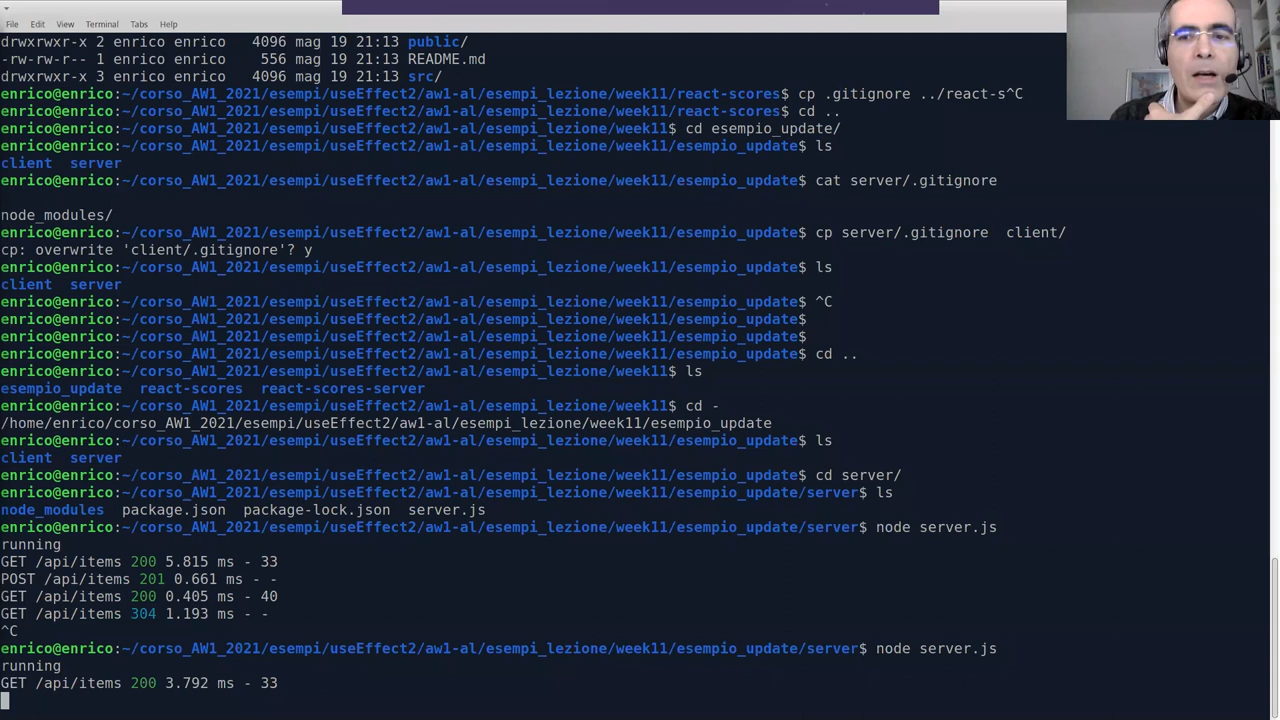 File Edit View Terminal Tabs Help
drwxrwxr-x 2 enrico enrico   4096 mag 19 21:13 public/
-rw-rw-r-- 1 enrico enrico    556 mag 19 21:13 README.md
drwxrwxr-x 3 enrico enrico   4096 mag 19 21:13 src/
enrico@enrico:~/corso_AW1_2021/esempi/useEffect2/aw1-al/esempi_lezione/week11/react-scores$ cp .gitignore ../react-s^C
enrico@enrico:~/corso_AW1_2021/esempi/useEffect2/aw1-al/esempi_lezione/week11/react-scores$ cd ..
enrico@enrico:~/corso_AW1_2021/esempi/useEffect2/aw1-al/esempi_lezione/week11$ cd esempio_update/
enrico@enrico:~/corso_AW1_2021/esempi/useEffect2/aw1-al/esempi_lezione/week11/esempio_update$ ls
client  server
enrico@enrico:~/corso_AW1_2021/esempi/useEffect2/aw1-al/esempi_lezione/week11/esempio_update$ cat server/.gitignore
node_modules/
enrico@enrico:~/corso_AW1_2021/esempi/useEffect2/aw1-al/esempi_lezione/week11/esempio_update$ cp server/.gitignore  client/
cp: overwrite 'client/.gitignore'? y
enrico@enrico:~/corso_AW1_2021/esempi/useEffect2/aw1-al/esempi_lezione/week11/esempio_update$ ls
client  server
enrico@enrico:~/corso_AW1_2021/esempi/useEffect2/aw1-al/esempi_lezione/week11/esempio_update$ ^C
enrico@enrico:~/corso_AW1_2021/esempi/useEffect2/aw1-al/esempi_lezione/week11/esempio_update$
enrico@enrico:~/corso_AW1_2021/esempi/useEffect2/aw1-al/esempi_lezione/week11/esempio_update$
enrico@enrico:~/corso_AW1_2021/esempi/useEffect2/aw1-al/esempi_lezione/week11/esempio_update$ cd ..
enrico@enrico:~/corso_AW1_2021/esempi/useEffect2/aw1-al/esempi_lezione/week11$ ls
esempio_update  react-scores  react-scores-server
enrico@enrico:~/corso_AW1_2021/esempi/useEffect2/aw1-al/esempi_lezione/week11$ cd -
/home/enrico/corso_AW1_2021/esempi/useEffect2/aw1-al/esempi_lezione/week11/esempio_update
enrico@enrico:~/corso_AW1_2021/esempi/useEffect2/aw1-al/esempi_lezione/week11/esempio_update$ ls
client  server
enrico@enrico:~/corso_AW1_2021/esempi/useEffect2/aw1-al/esempi_lezione/week11/esempio_update$ cd server/
enrico@enrico:~/corso_AW1_2021/esempi/useEffect2/aw1-al/esempi_lezione/week11/esempio_update/server$ ls
node_modules  package.json  package-lock.json  server.js
enrico@enrico:~/corso_AW1_2021/esempi/useEffect2/aw1-al/esempi_lezione/week11/esempio_update/server$ node server.js
running
GET /api/items 200 5.815 ms - 33
POST /api/items 201 0.661 ms - -
GET /api/items 200 0.405 ms - 40
GET /api/items 304 1.193 ms - -
^C
enrico@enrico:~/corso_AW1_2021/esempi/useEffect2/aw1-al/esempi_lezione/week11/esempio_update/server$ node server.js
running
GET /api/items 200 3.792 ms - 33